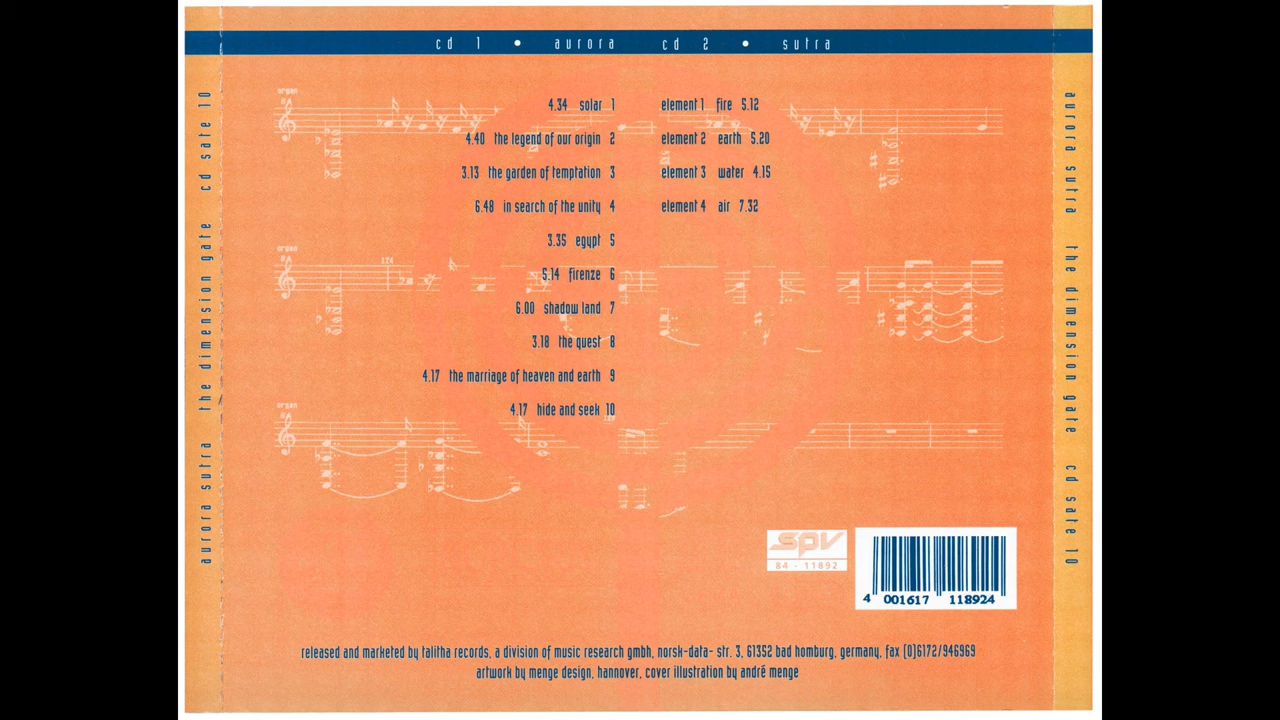 cd 1 • aurora cd 2 • sutra
aurora sutra the dimension gate cd sate 10
organ
4.34 solar 1
4.40 the legend of our origin 2
3.13 the garden of temptation 3
6.48 in search of the unity 4
3.35 egypt 5
5.14 firenze 6
6.00 shadow land 7
3.18 the quest 8
4.17 the marriage of heaven and earth 9
4.17 hide and seek 10
element 1 fire 5.12
element 2 earth 5.20
element 3 water 4.15
element 4 air 7.32
organ
124
organ
spv
84 - 11892
4 001617 118924
released and marketed by talitha records, a division of music research gmbh, norsk-data- str. 3, 61352 bad homburg, germany, fax (0)6172/946969
artwork by menge design, hannover, cover illustration by andré menge
aurora sutra the dimension gate cd sate 10